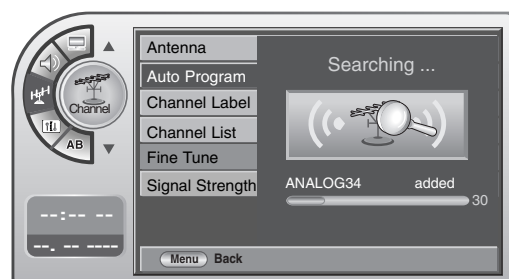 Antenna
Auto Program
Channel Label
Channel List
Fine Tune
Signal Strength
Searching ...
ANALOG34 added
30
Menu Back
Channel
AB
--:-- --
--. -- ----